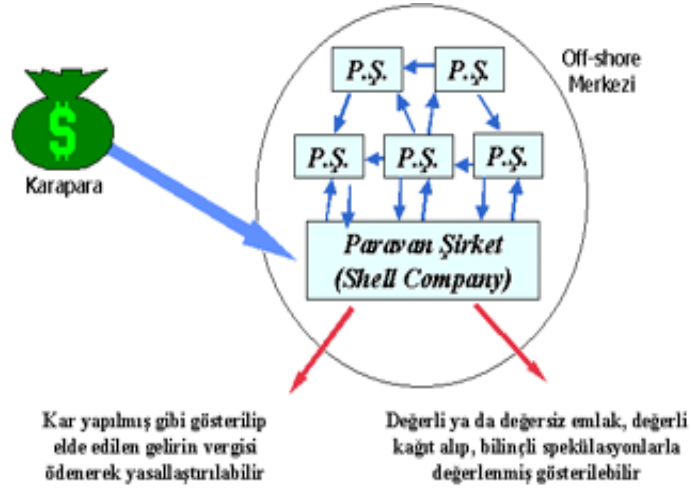 P.Ş.
P.Ş.
Off-shore
Merkezi
$
Karapara
P.Ş.
P.Ş.
P.Ş.
Paravan Şirket
(Shell Company)
Kar yapılmış gibi gösterilip
elde edilen gelirin vergisi
ödenerek yasallaştırılabilir
Değerli ya da değersiz emlak, değerli
kağıt alıp, bilinçli spekülasyonlarla
değerlenmiş gösterilebilir